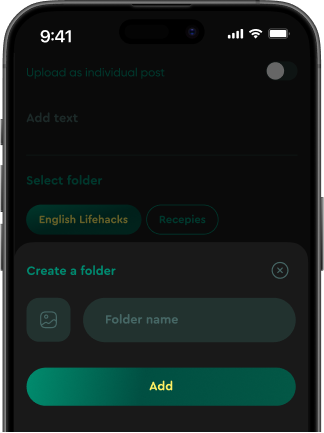 9:41
Upload as individual post
Add text
Select folder
English Lifehacks
Recepies
Create a folder
Folder name
Add